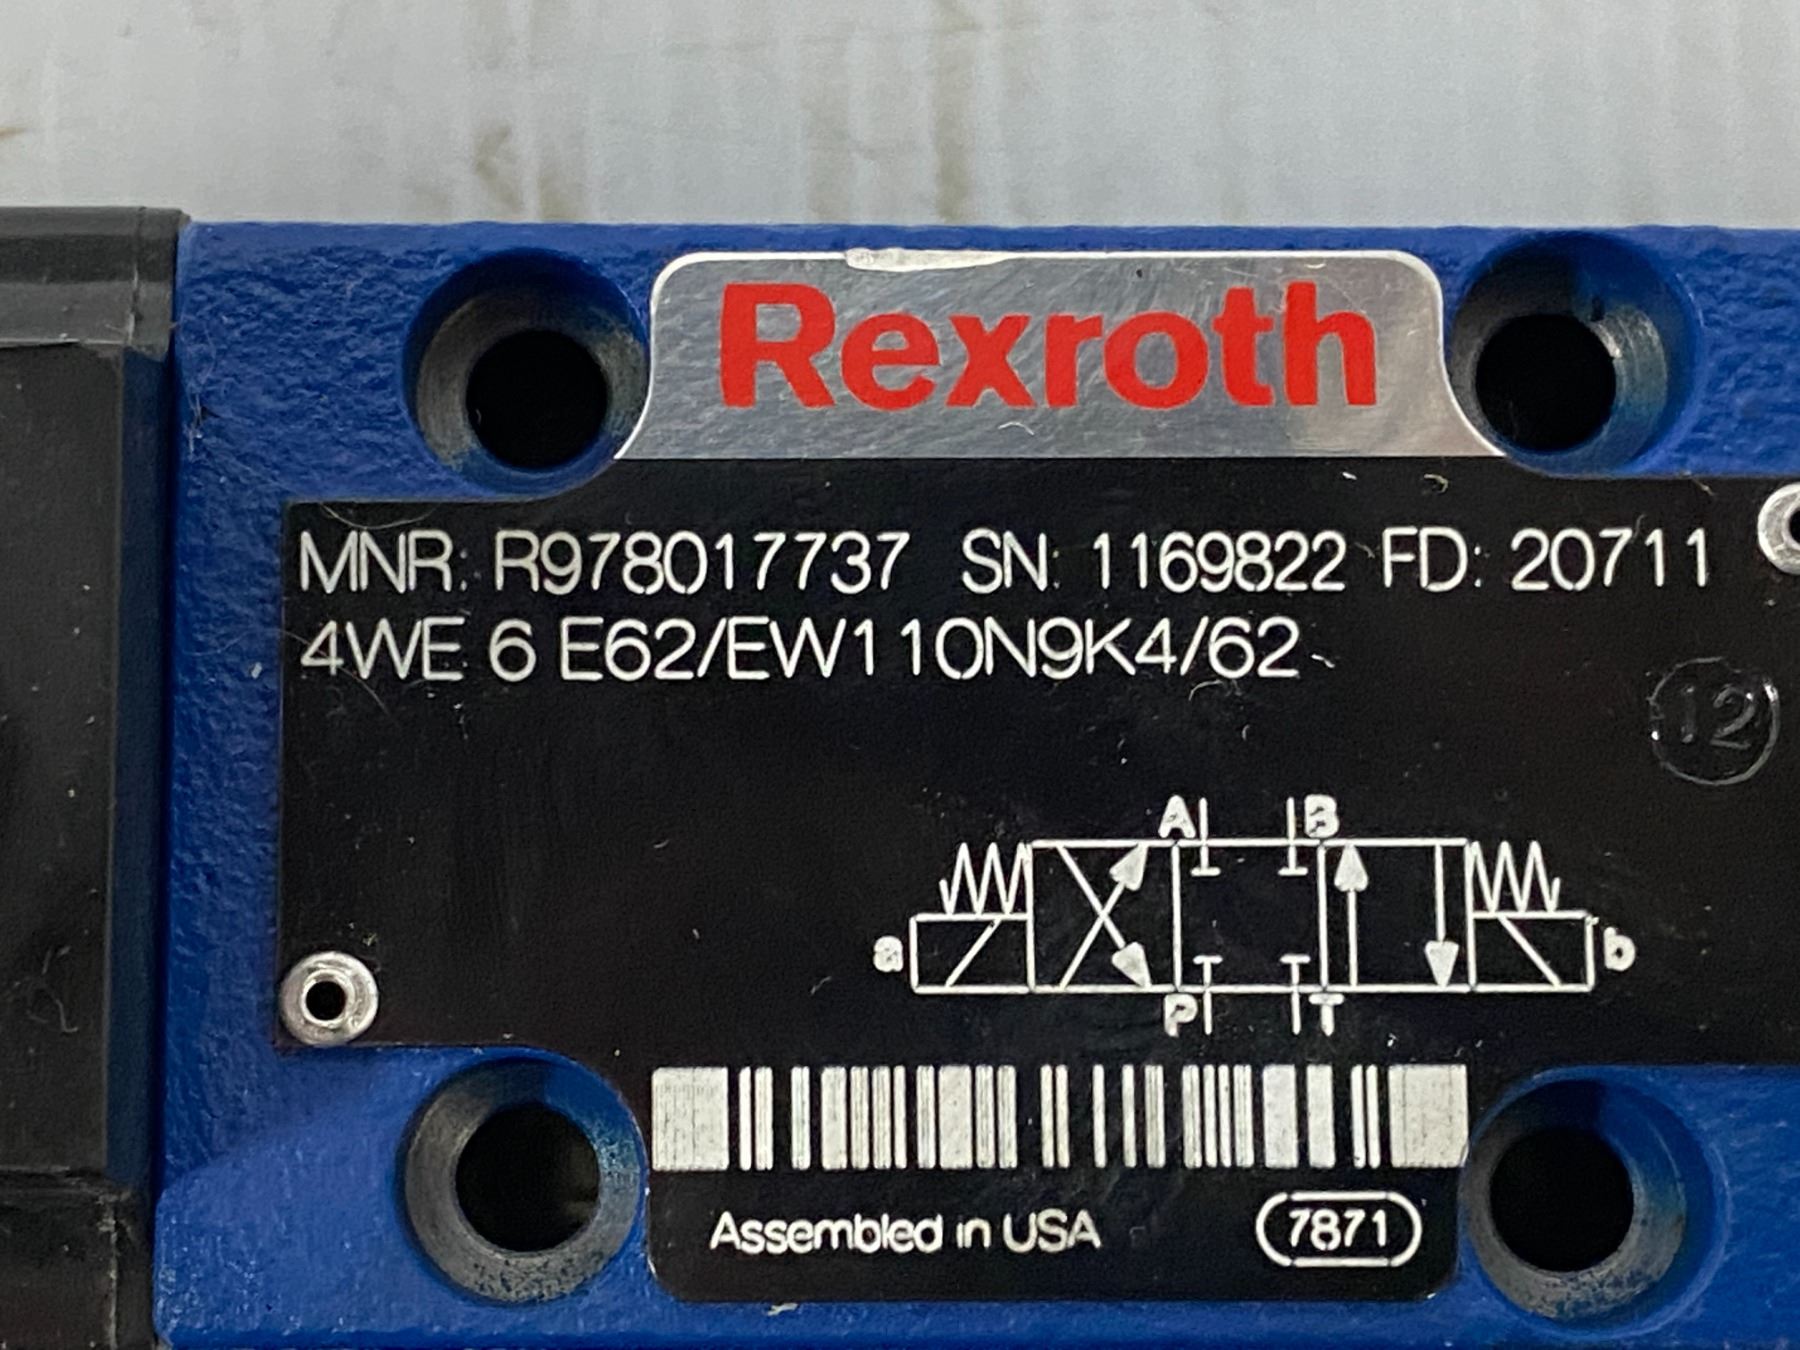 Rexroth
MNR: R978017737 SN: 1169822 FD: 20711
4WE 6 E62/EW110N9K4/62
12
A B
a b
P T
Assembled in USA 7871